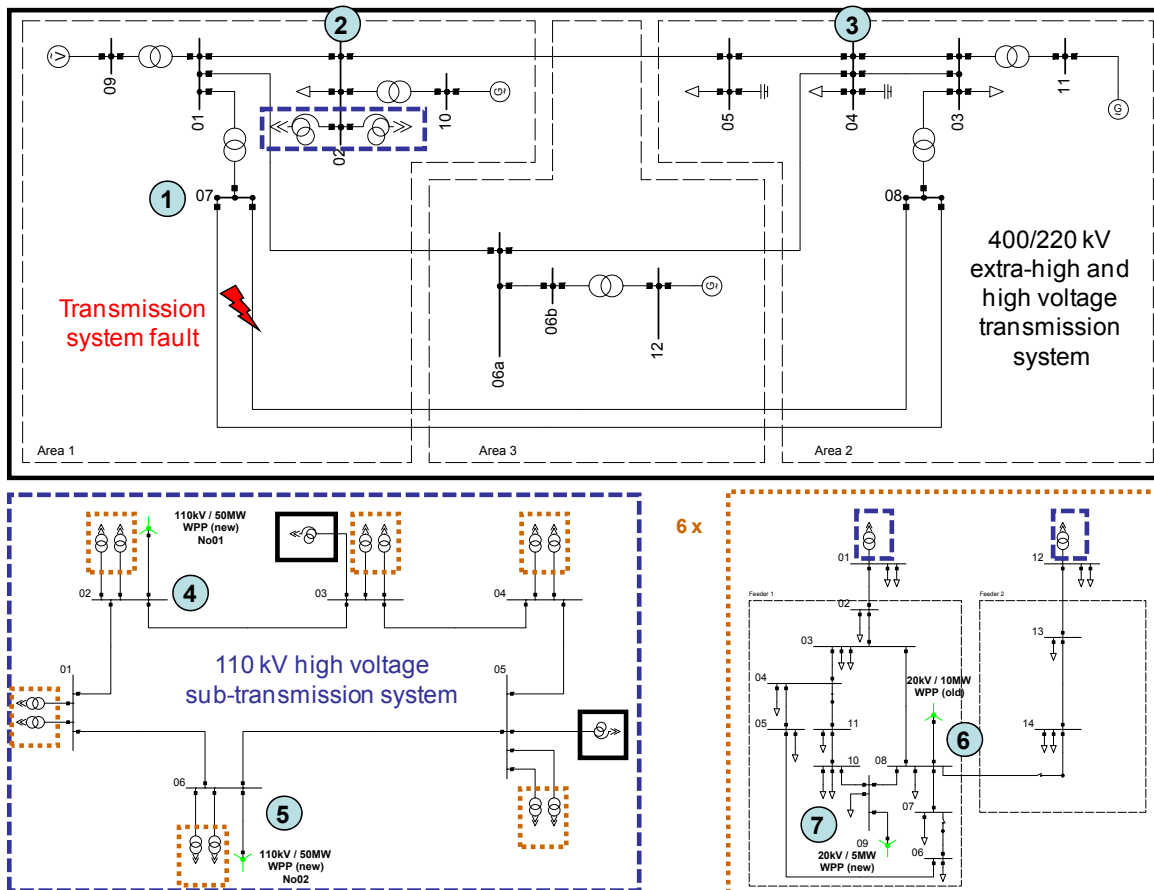 1
2
3
4
5
6
7
V
~
09
01
02
10
G~
05
04
03
11
G~
07
08
Transmission
system fault
400/220 kV
extra-high and
high voltage
transmission
system
06a
06b
12
G~
Area 1
Area 3
Area 2
110kV / 50MW
WPP (new)
No01
02
03
04
01
05
06
110 kV high voltage
sub-transmission system
110kV / 50MW
WPP (new)
No02
6 x
01
12
Feeder 1
Feeder 2
02
03
04
05
11
10
08
09
07
06
13
14
20kV / 10MW
WPP (old)
20kV / 5MW
WPP (new)